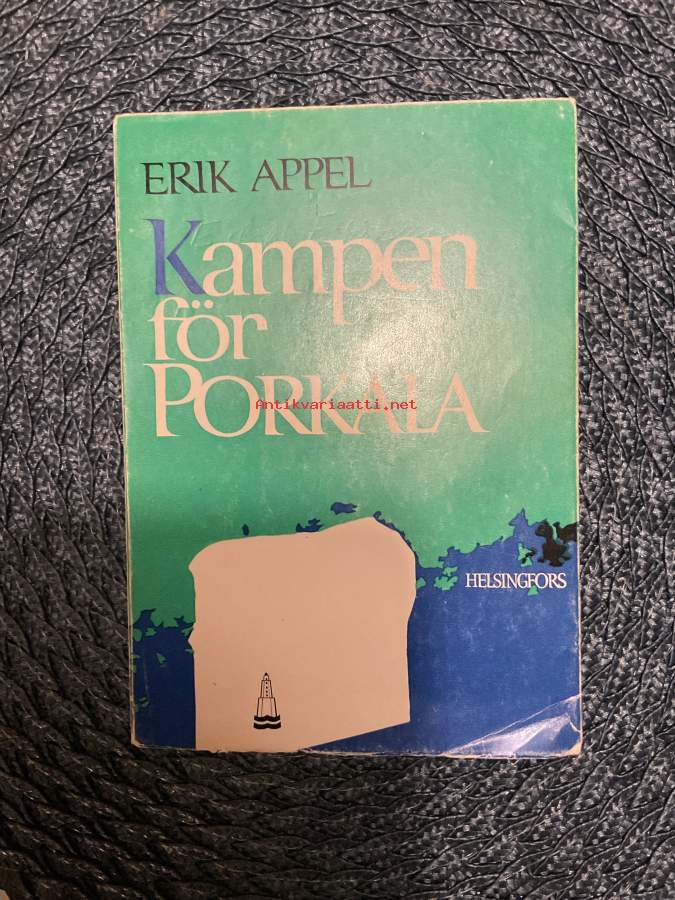 ERIK APPEL
Kampen
för
PORKALA
Antikvariaatti.net
HELSINGFORS